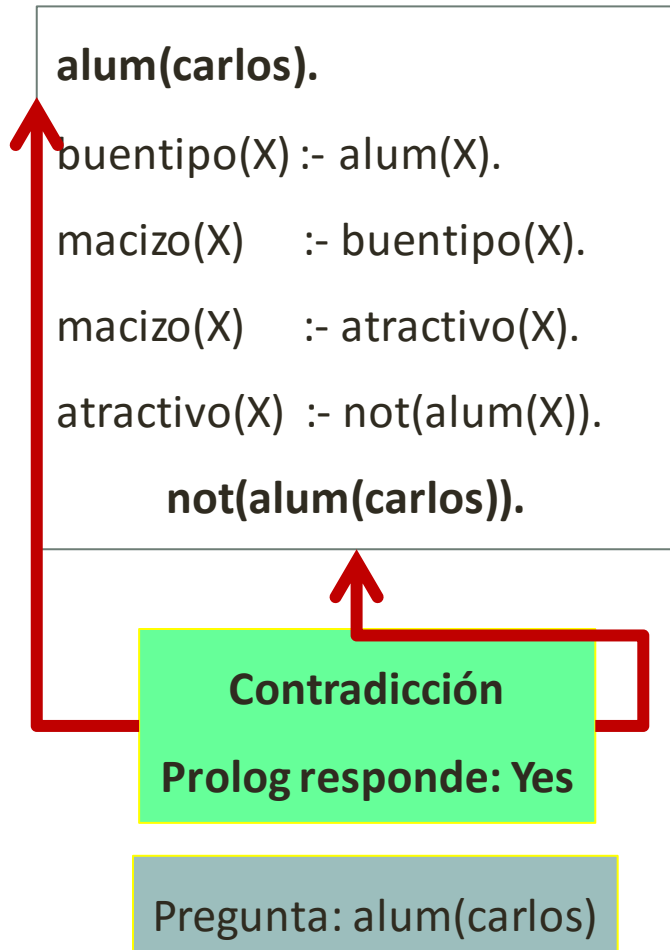 alum(carlos).
buentipo(X) :- alum(X).
macizo(X) :- buentipo(X).
macizo(X) :- atractivo(X).
atractivo(X) :- not(alum(X)).
not(alum(carlos)).
Contradicción
Prolog responde: Yes
Pregunta: alum(carlos)